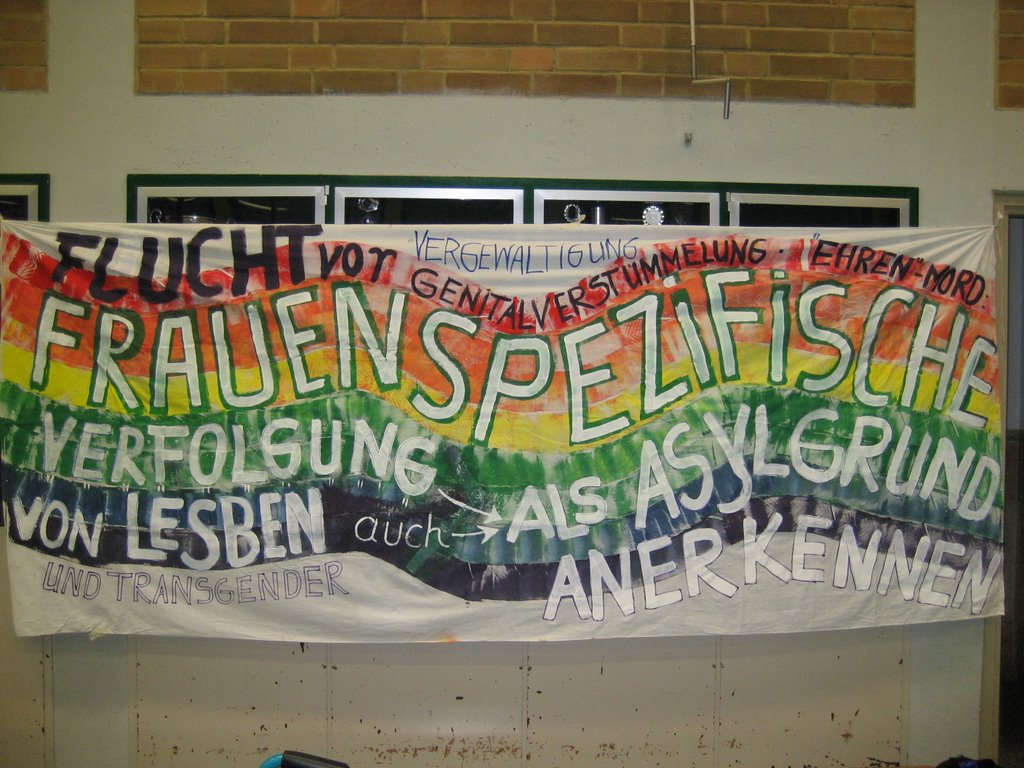 FLUCHT VOR VERGEWALTIGUNG
GENITALVERSTÜMMELUNG · "EHREN"-MORD ·
FRAUENSPEZIFISCHE
VERFOLGUNG ALS ASYLGRUND
VON LESBEN auch ANERKENNEN
UND TRANSGENDER